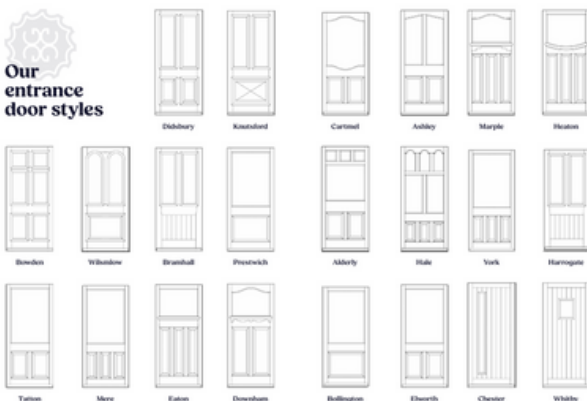 Our
entrance
door styles
Didsbury
Knutsford
Cartmel
Ashley
Marple
Heaton
Bowden
Wilmslow
Bramhall
Prestwich
Alderly
Hale
York
Harrogate
Tatton
Mere
Eaton
Downham
Bollington
Elworth
Chester
Whitby